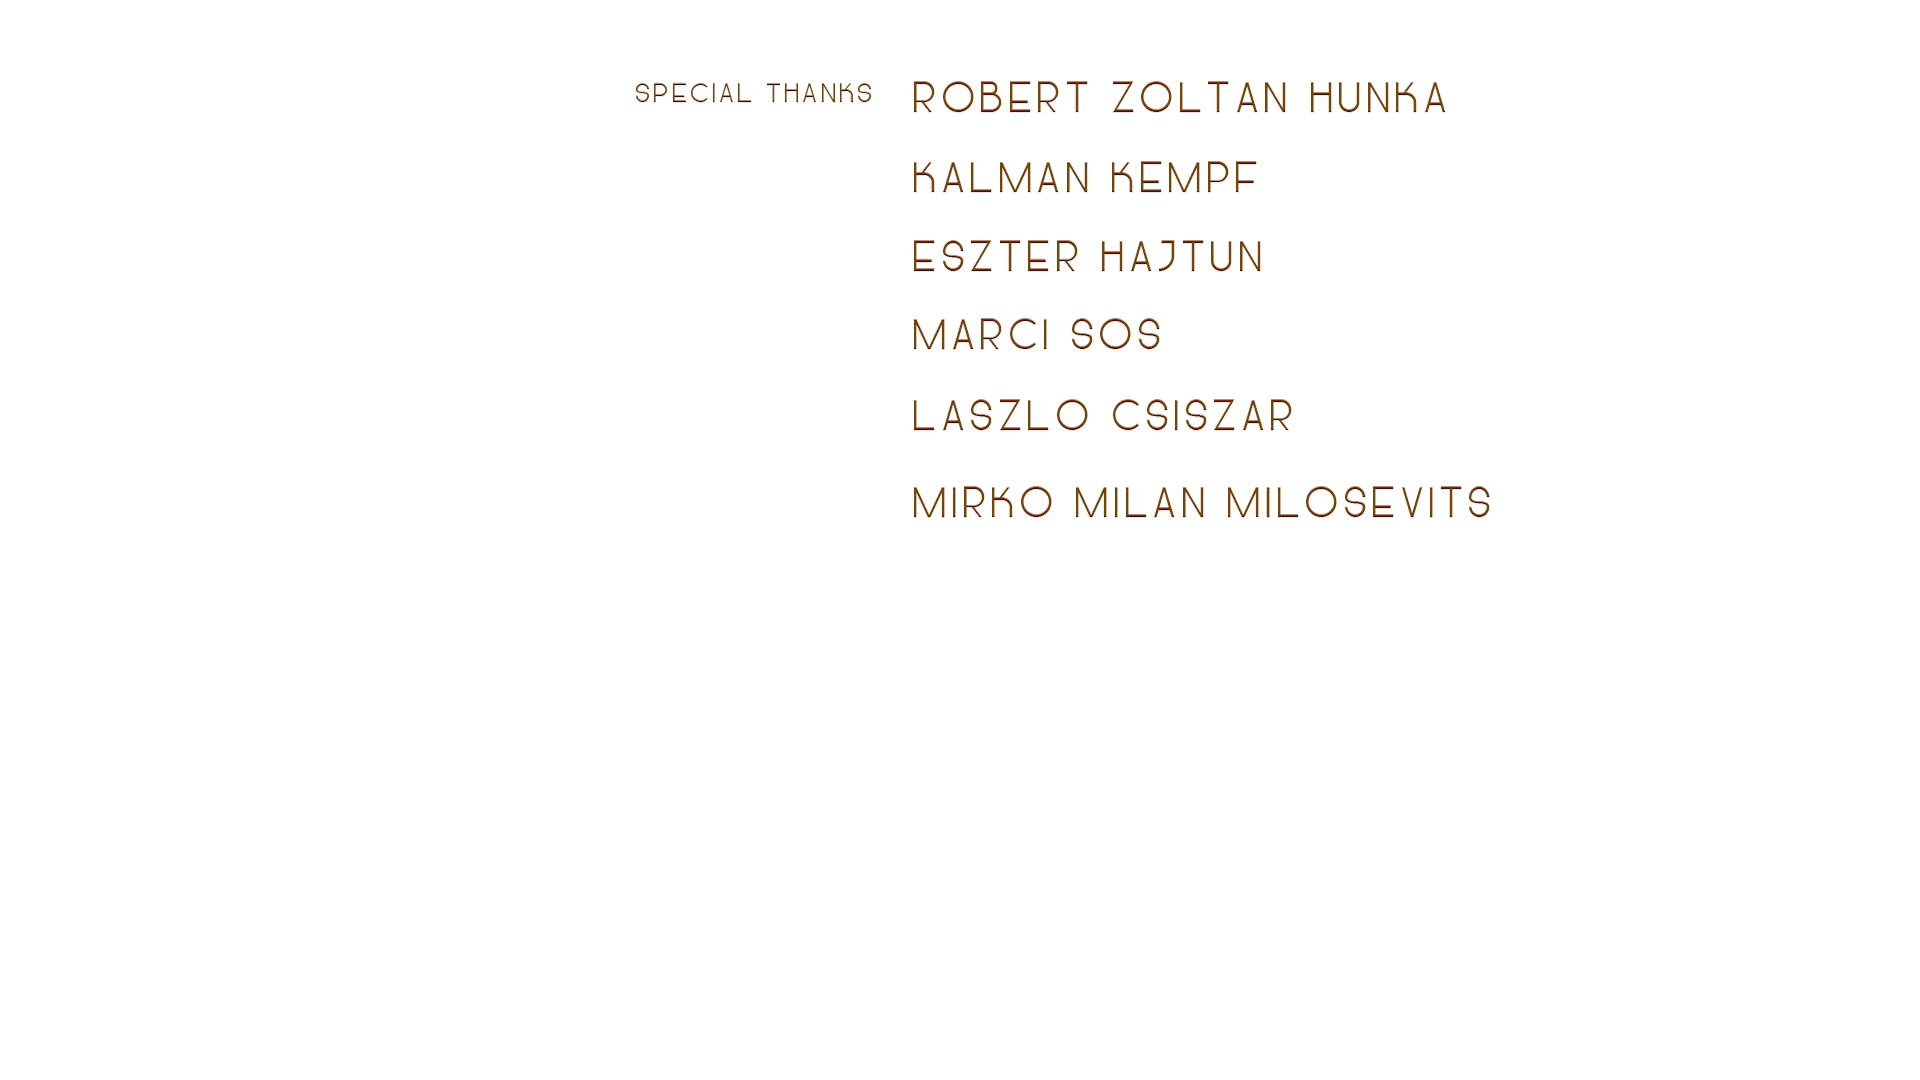 SPECIAL THANKS ROBERT ZOLTAN HUNKA
KALMAN KEMPF
ESZTER HAJTUN
MARCI SOS
LASZLO CSISZAR
MIRKO MILAN MILOSEVITS